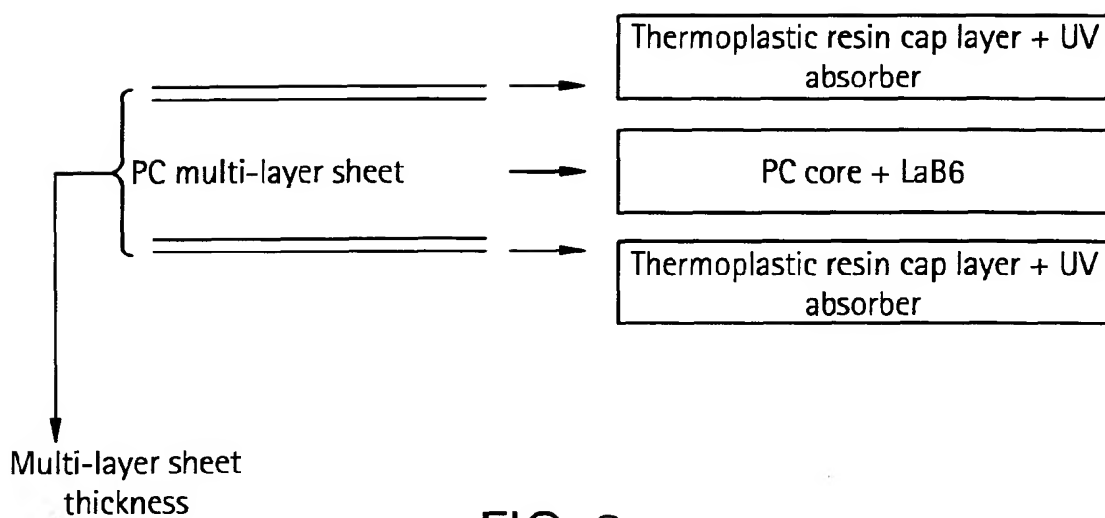 Thermoplastic resin cap layer + UV
absorber
PC multi-layer sheet
PC core + LaB6
Thermoplastic resin cap layer + UV
absorber
Multi-layer sheet
thickness